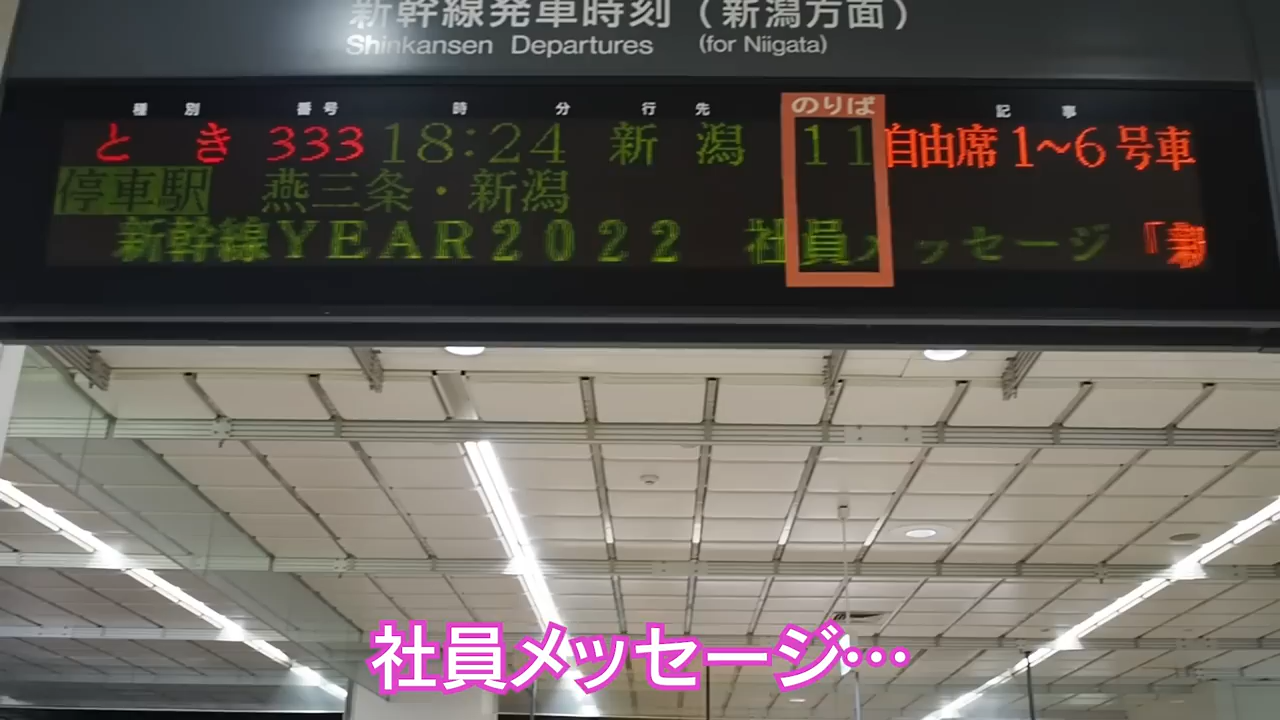 新幹線発車時刻（新潟方面）
Shinkansen Departures (for Niigata)
種別 番号 時 分 行先 のりば 記事
とき 333 18:24 新潟 11 自由席1～6号車
停車駅 燕三条・新潟
新幹線YEAR2022 社員メッセージ「新
社員メッセージ…